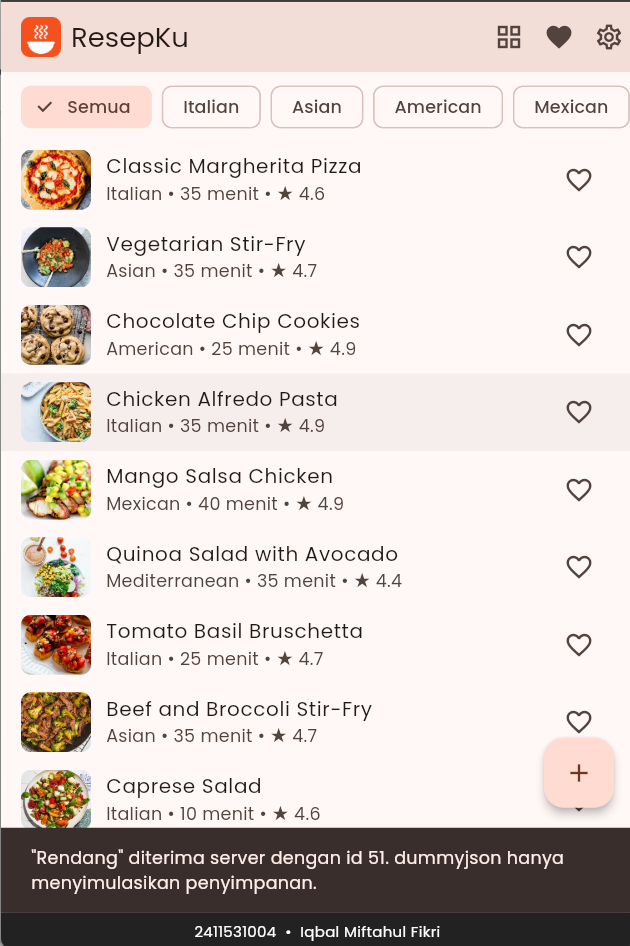 ResepKu
Semua
Italian
Asian
American
Mexican
Classic Margherita Pizza
Italian • 35 menit • ★ 4.6
Vegetarian Stir-Fry
Asian • 35 menit • ★ 4.7
Chocolate Chip Cookies
American • 25 menit • ★ 4.9
Chicken Alfredo Pasta
Italian • 35 menit • ★ 4.9
Mango Salsa Chicken
Mexican • 40 menit • ★ 4.9
Quinoa Salad with Avocado
Mediterranean • 35 menit • ★ 4.4
Tomato Basil Bruschetta
Italian • 25 menit • ★ 4.7
Beef and Broccoli Stir-Fry
Asian • 35 menit • ★ 4.7
Caprese Salad
Italian • 10 menit • ★ 4.6
"Rendang" diterima server dengan id 51. dummyjson hanya
menyimulasikan penyimpanan.
2411531004 • Iqbal Miftahul Fikri